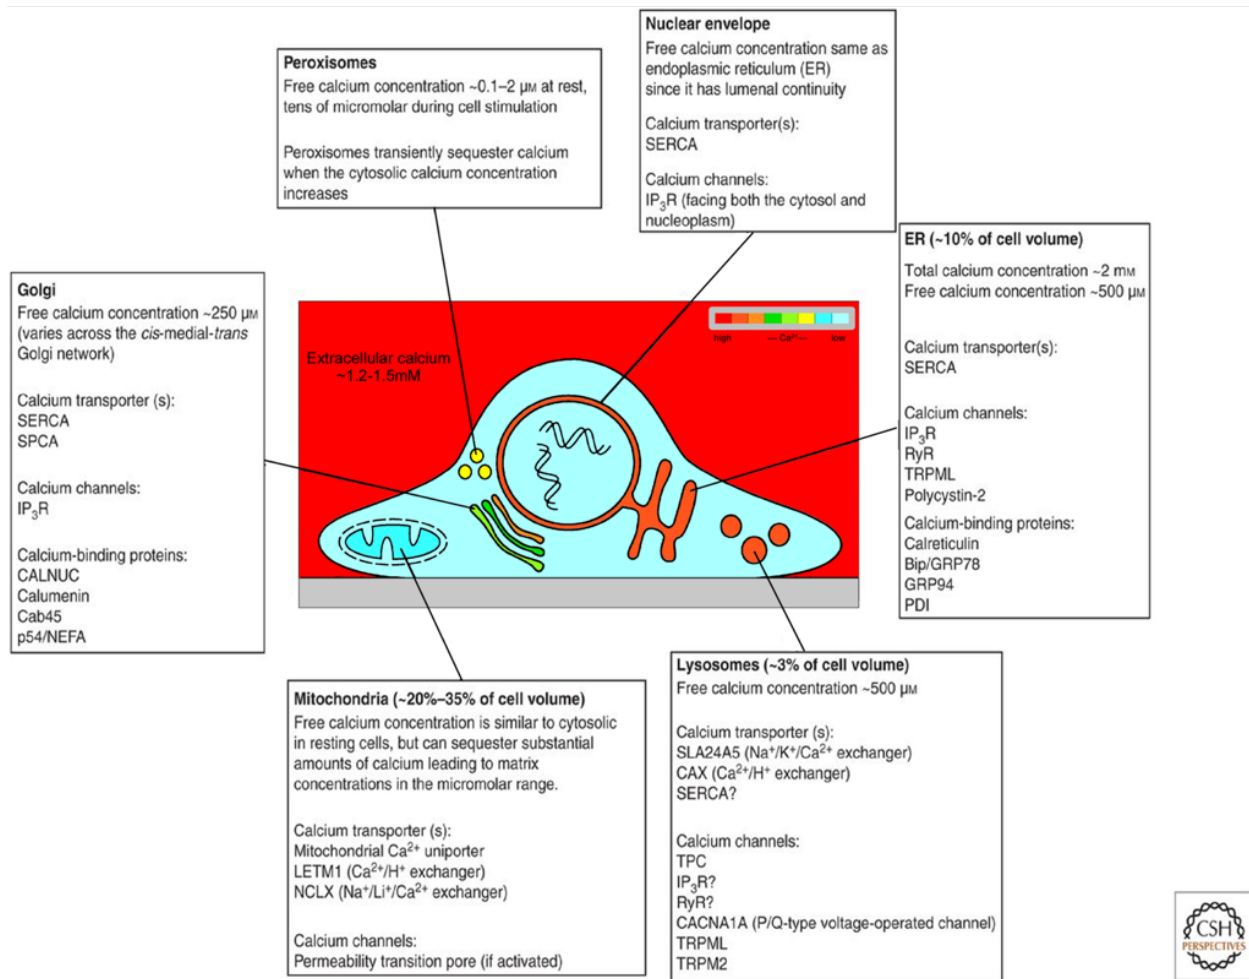 Nuclear envelope
Free calcium concentration same as
endoplasmic reticulum (ER)
since it has lumenal continuity
Calcium transporter(s):
SERCA
Calcium channels:
IP₃R (facing both the cytosol and
nucleoplasm)
Peroxisomes
Free calcium concentration ~0.1–2 μM at rest,
tens of micromolar during cell stimulation
Peroxisomes transiently sequester calcium
when the cytosolic calcium concentration
increases
ER (~10% of cell volume)
Total calcium concentration ~2 mM
Free calcium concentration ~500 μM
Calcium transporter(s):
SERCA
Calcium channels:
IP₃R
RyR
TRPML
Polycystin-2
Calcium-binding proteins:
Calreticulin
Bip/GRP78
GRP94
PDI
Golgi
Free calcium concentration ~250 μM
(varies across the cis-medial-trans
Golgi network)
Calcium transporter (s):
SERCA
SPCA
Calcium channels:
IP₃R
Calcium-binding proteins:
CALNUC
Calumenin
Cab45
p54/NEFA
high — Ca²⁺— low
Extracellular calcium
~1.2-1.5mM
Mitochondria (~20%–35% of cell volume)
Free calcium concentration is similar to cytosolic
in resting cells, but can sequester substantial
amounts of calcium leading to matrix
concentrations in the micromolar range.
Calcium transporter (s):
Mitochondrial Ca²⁺ uniporter
LETM1 (Ca²⁺/H⁺ exchanger)
NCLX (Na⁺/Li⁺/Ca²⁺ exchanger)
Calcium channels:
Permeability transition pore (if activated)
Lysosomes (~3% of cell volume)
Free calcium concentration ~500 μM
Calcium transporter (s):
SLA24A5 (Na⁺/K⁺/Ca²⁺ exchanger)
CAX (Ca²⁺/H⁺ exchanger)
SERCA?
Calcium channels:
TPC
IP₃R?
RyR?
CACNA1A (P/Q-type voltage-operated channel)
TRPML
TRPM2
CSH
PERSPECTIVES